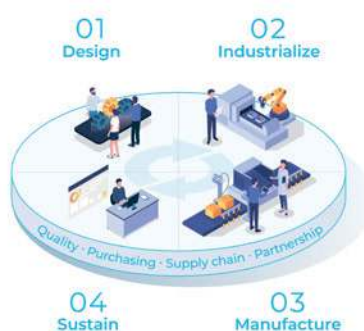 01
Design
02
Industrialize
Quality · Purchasing · Supply chain · Partnership
04
Sustain
03
Manufacture